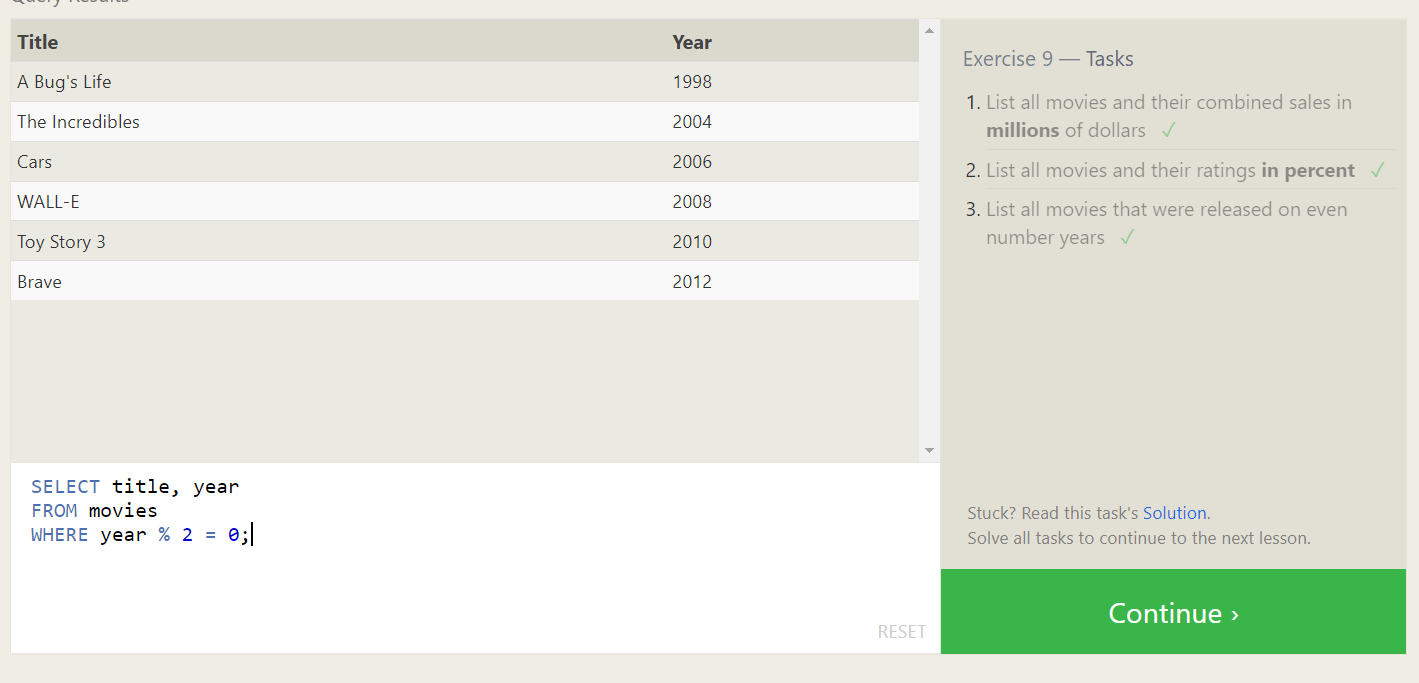 Query Results
Title Year
A Bug's Life 1998
The Incredibles 2004
Cars 2006
WALL-E 2008
Toy Story 3 2010
Brave 2012
SELECT title, year
FROM movies
WHERE year % 2 = 0;
RESET
Exercise 9 — Tasks
1. List all movies and their combined sales in
millions of dollars ✓
2. List all movies and their ratings in percent ✓
3. List all movies that were released on even
number years ✓
Stuck? Read this task's Solution.
Solve all tasks to continue to the next lesson.
Continue ›